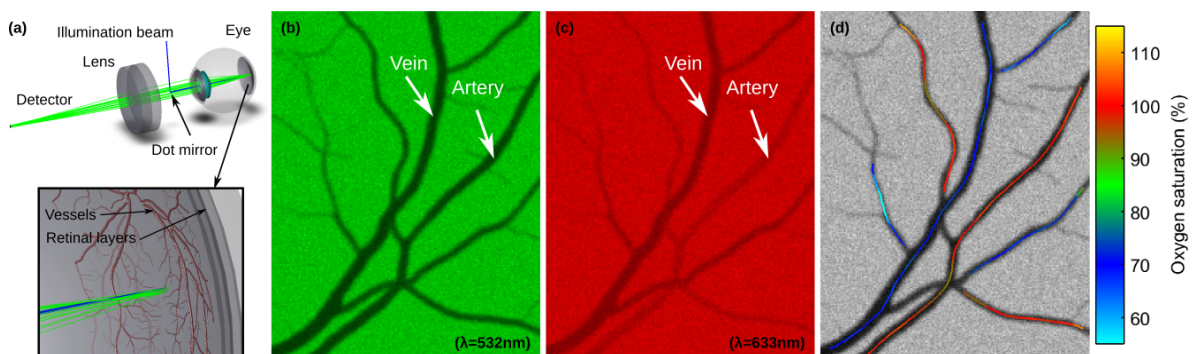 (a)
Illumination beam
Eye
Lens
Detector
Dot mirror
Vessels
Retinal layers
(b)
Vein
Artery
(λ=532nm)
(c)
Vein
Artery
(λ=633nm)
(d)
110
100
90
80
70
60
Oxygen saturation (%)